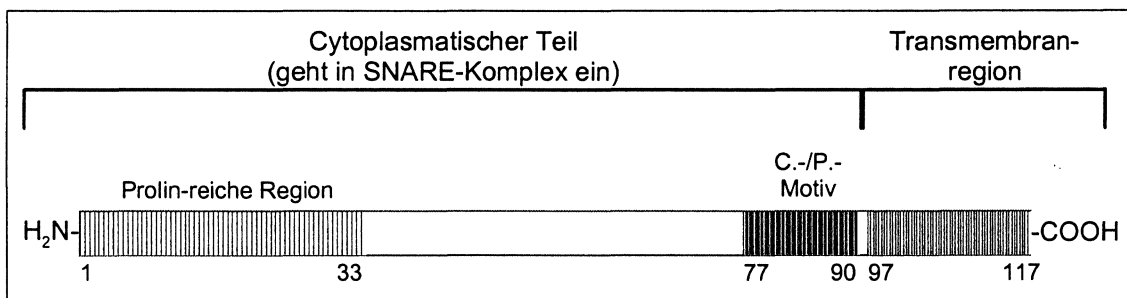 Cytoplasmatischer Teil
(geht in SNARE-Komplex ein)
Transmembran-
region
C.-/P.-
Motiv
Prolin-reiche Region
H₂N-
-COOH
1
33
77
90
97
117